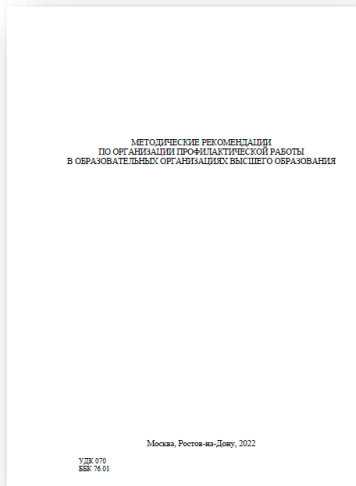 МЕТОДИЧЕСКИЕ РЕКОМЕНДАЦИИ
ПО ОРГАНИЗАЦИИ ПРОФИЛАКТИЧЕСКОЙ РАБОТЫ
В ОБРАЗОВАТЕЛЬНЫХ ОРГАНИЗАЦИЯХ ВЫСШЕГО ОБРАЗОВАНИЯ
Москва, Ростов-на-Дону, 2022
УДК 070
ББК 76.01